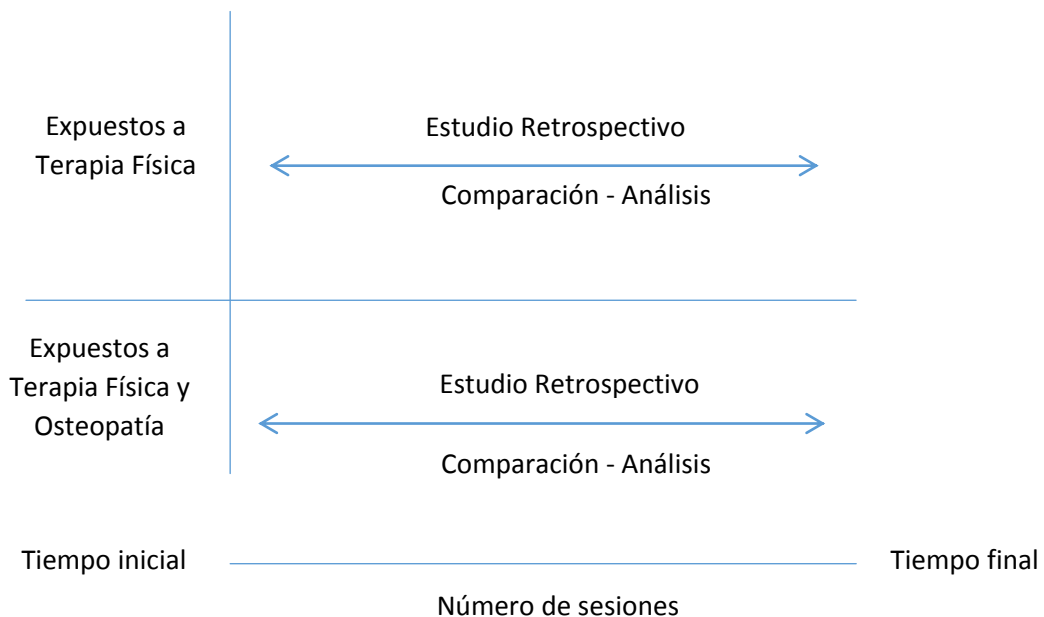 Expuestos a
Terapia Física
Estudio Retrospectivo
Comparación - Análisis
Expuestos a
Terapia Física y
Osteopatía
Estudio Retrospectivo
Comparación - Análisis
Tiempo inicial
Tiempo final
Número de sesiones